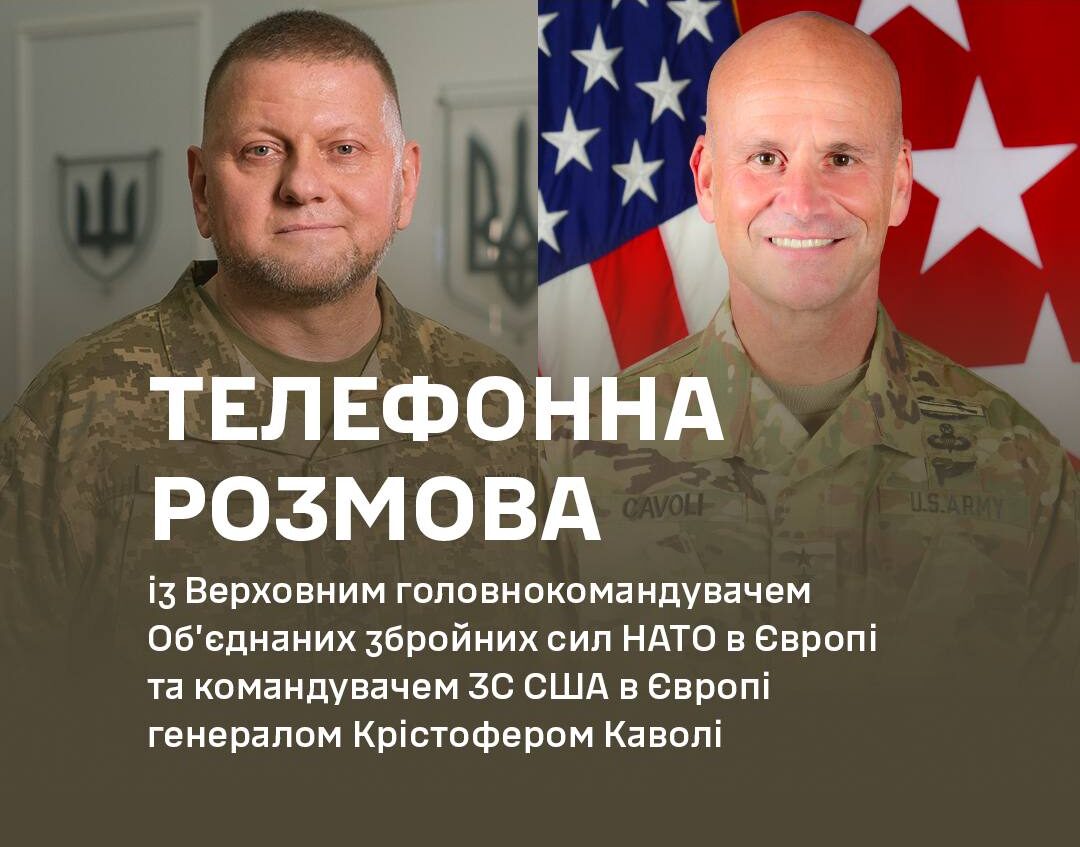 ТЕЛЕФОННА
РОЗМОВА
із Верховним головнокомандувачем
Об'єднаних збройних сил НАТО в Європі
та командувачем ЗС США в Європі
генералом Крістофером Каволі
CAVOLI
U.S. ARMY